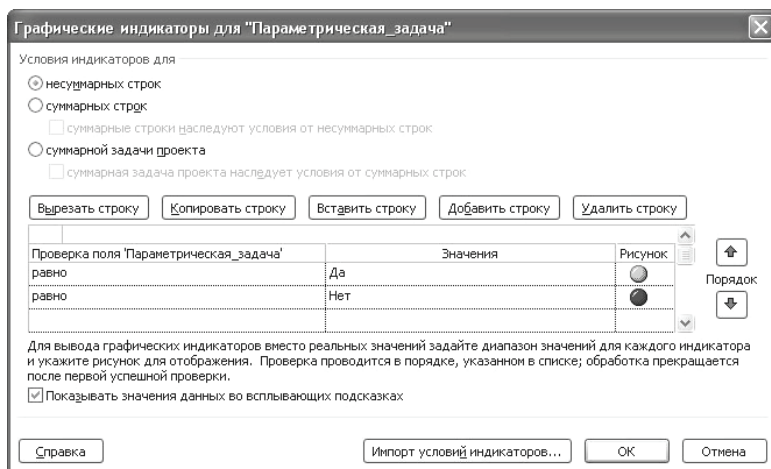 Графические индикаторы для "Параметрическая_задача"
Условия индикаторов для
несуммарных строк
суммарных строк
суммарные строки наследуют условия от несуммарных строк
суммарной задачи проекта
суммарная задача проекта наследует условия от суммарных строк
Вырезать строку Копировать строку Вставить строку Добавить строку Удалить строку
Проверка поля 'Параметрическая_задача' Значения Рисунок
равно Да
Порядок
равно Нет
Для вывода графических индикаторов вместо реальных значений задайте диапазон значений для каждого индикатора
и укажите рисунок для отображения. Проверка проводится в порядке, указанном в списке; обработка прекращается
после первой успешной проверки.
Показывать значения данных во всплывающих подсказках
Справка Импорт условий индикаторов... ОК Отмена